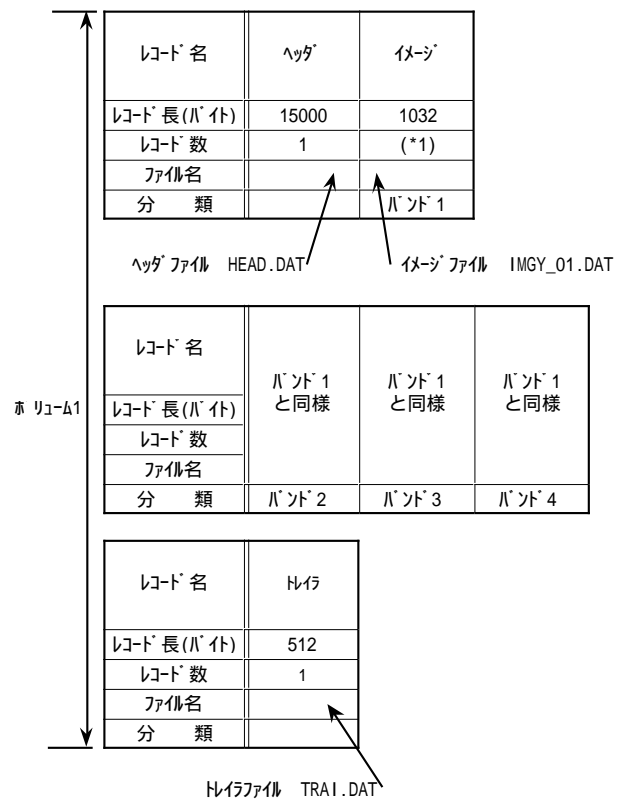 レコード名 ヘッダ イメージ
レコード長(バイト) 15000 1032
レコード数 1 (*1)
ファイル名
分 類 バンド1
ヘッダファイル HEAD.DAT イメージファイル IMGY_01.DAT
レコード名
バンド1 バンド1 バンド1
と同様 と同様 と同様
レコード長(バイト)
ボリューム1
レコード数
ファイル名
分 類 バンド2 バンド3 バンド4
レコード名 トレイラ
レコード長(バイト) 512
レコード数 1
ファイル名
分 類
トレイラファイル TRAI.DAT